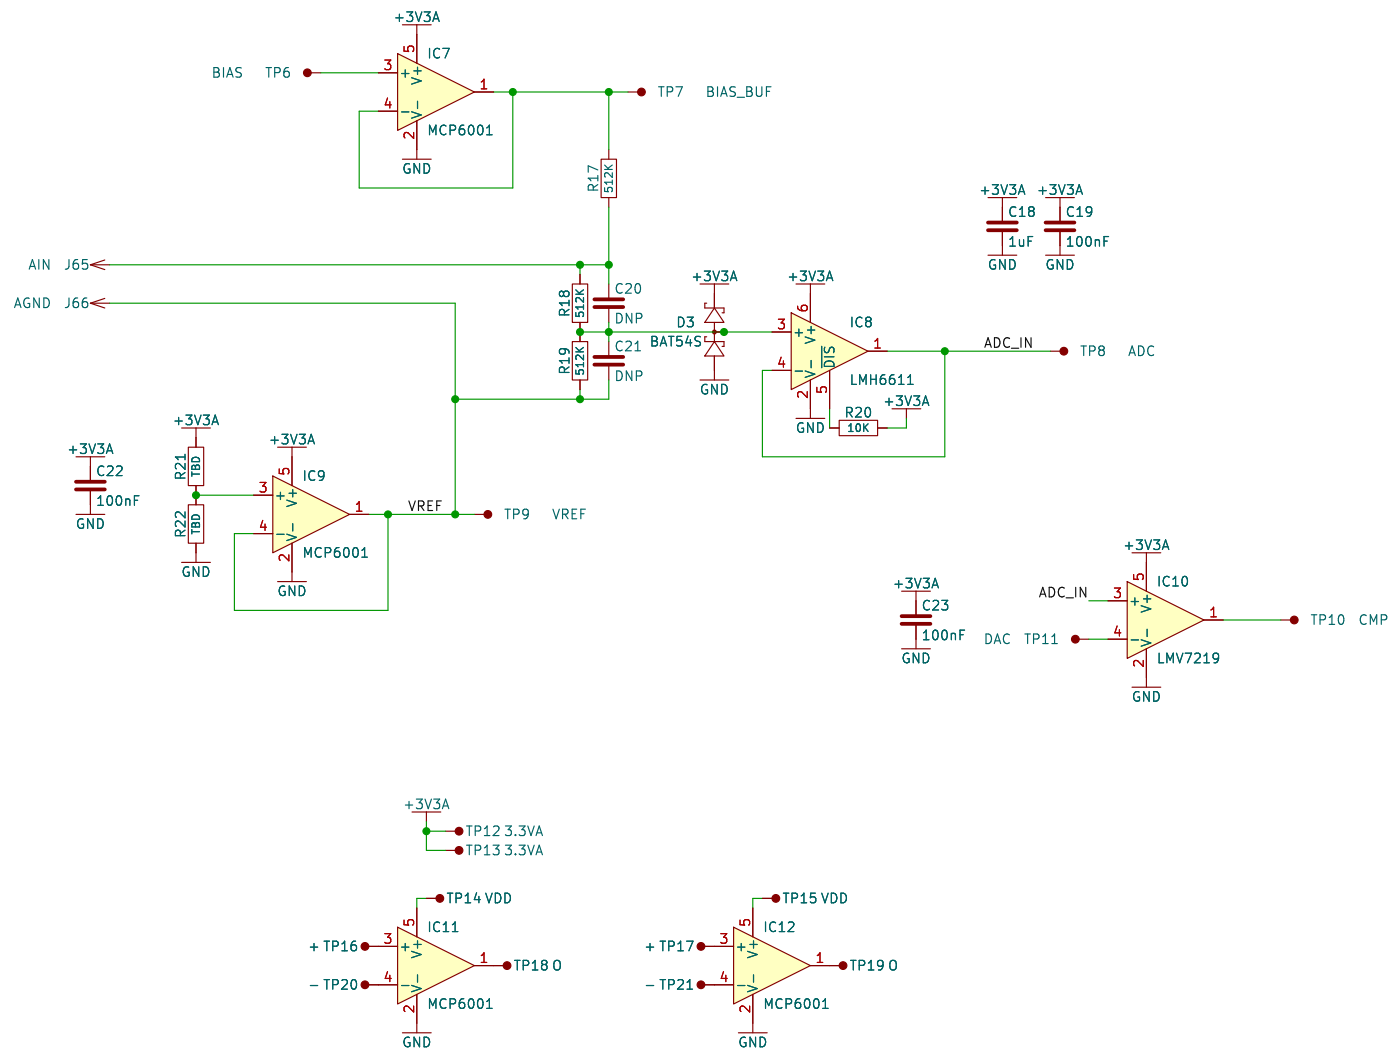 +3V3A
IC7
BIAS TP6
3
5
+
V+
1
4
-
V-
2
MCP6001
GND
TP7 BIAS_BUF
R17
512K
+3V3A
C18
1uF
GND
+3V3A
C19
100nF
GND
AIN J65
AGND J66
R18
512K
C20
DNP
R19
512K
C21
DNP
+3V3A
D3
BAT54S
GND
+3V3A
IC8
6
3
+
V+
1
4
-
V-
DIS
2
5
LMH6611
GND
R20
10K
+3V3A
ADC_IN
TP8 ADC
+3V3A
C22
100nF
GND
+3V3A
R21
TBD
R22
TBD
GND
+3V3A
IC9
5
3
+
V+
1
4
-
V-
2
MCP6001
GND
VREF
TP9 VREF
+3V3A
C23
100nF
GND
+3V3A
IC10
5
ADC_IN
3
+
V+
1
DAC TP11
4
-
V-
2
LMV7219
GND
TP10 CMP
+3V3A
TP12 3.3VA
TP13 3.3VA
TP14 VDD
IC11
5
+ TP16
3
+
V+
1
TP18 O
- TP20
4
-
V-
2
MCP6001
GND
TP15 VDD
IC12
5
+ TP17
3
+
V+
1
TP19 O
- TP21
4
-
V-
2
MCP6001
GND